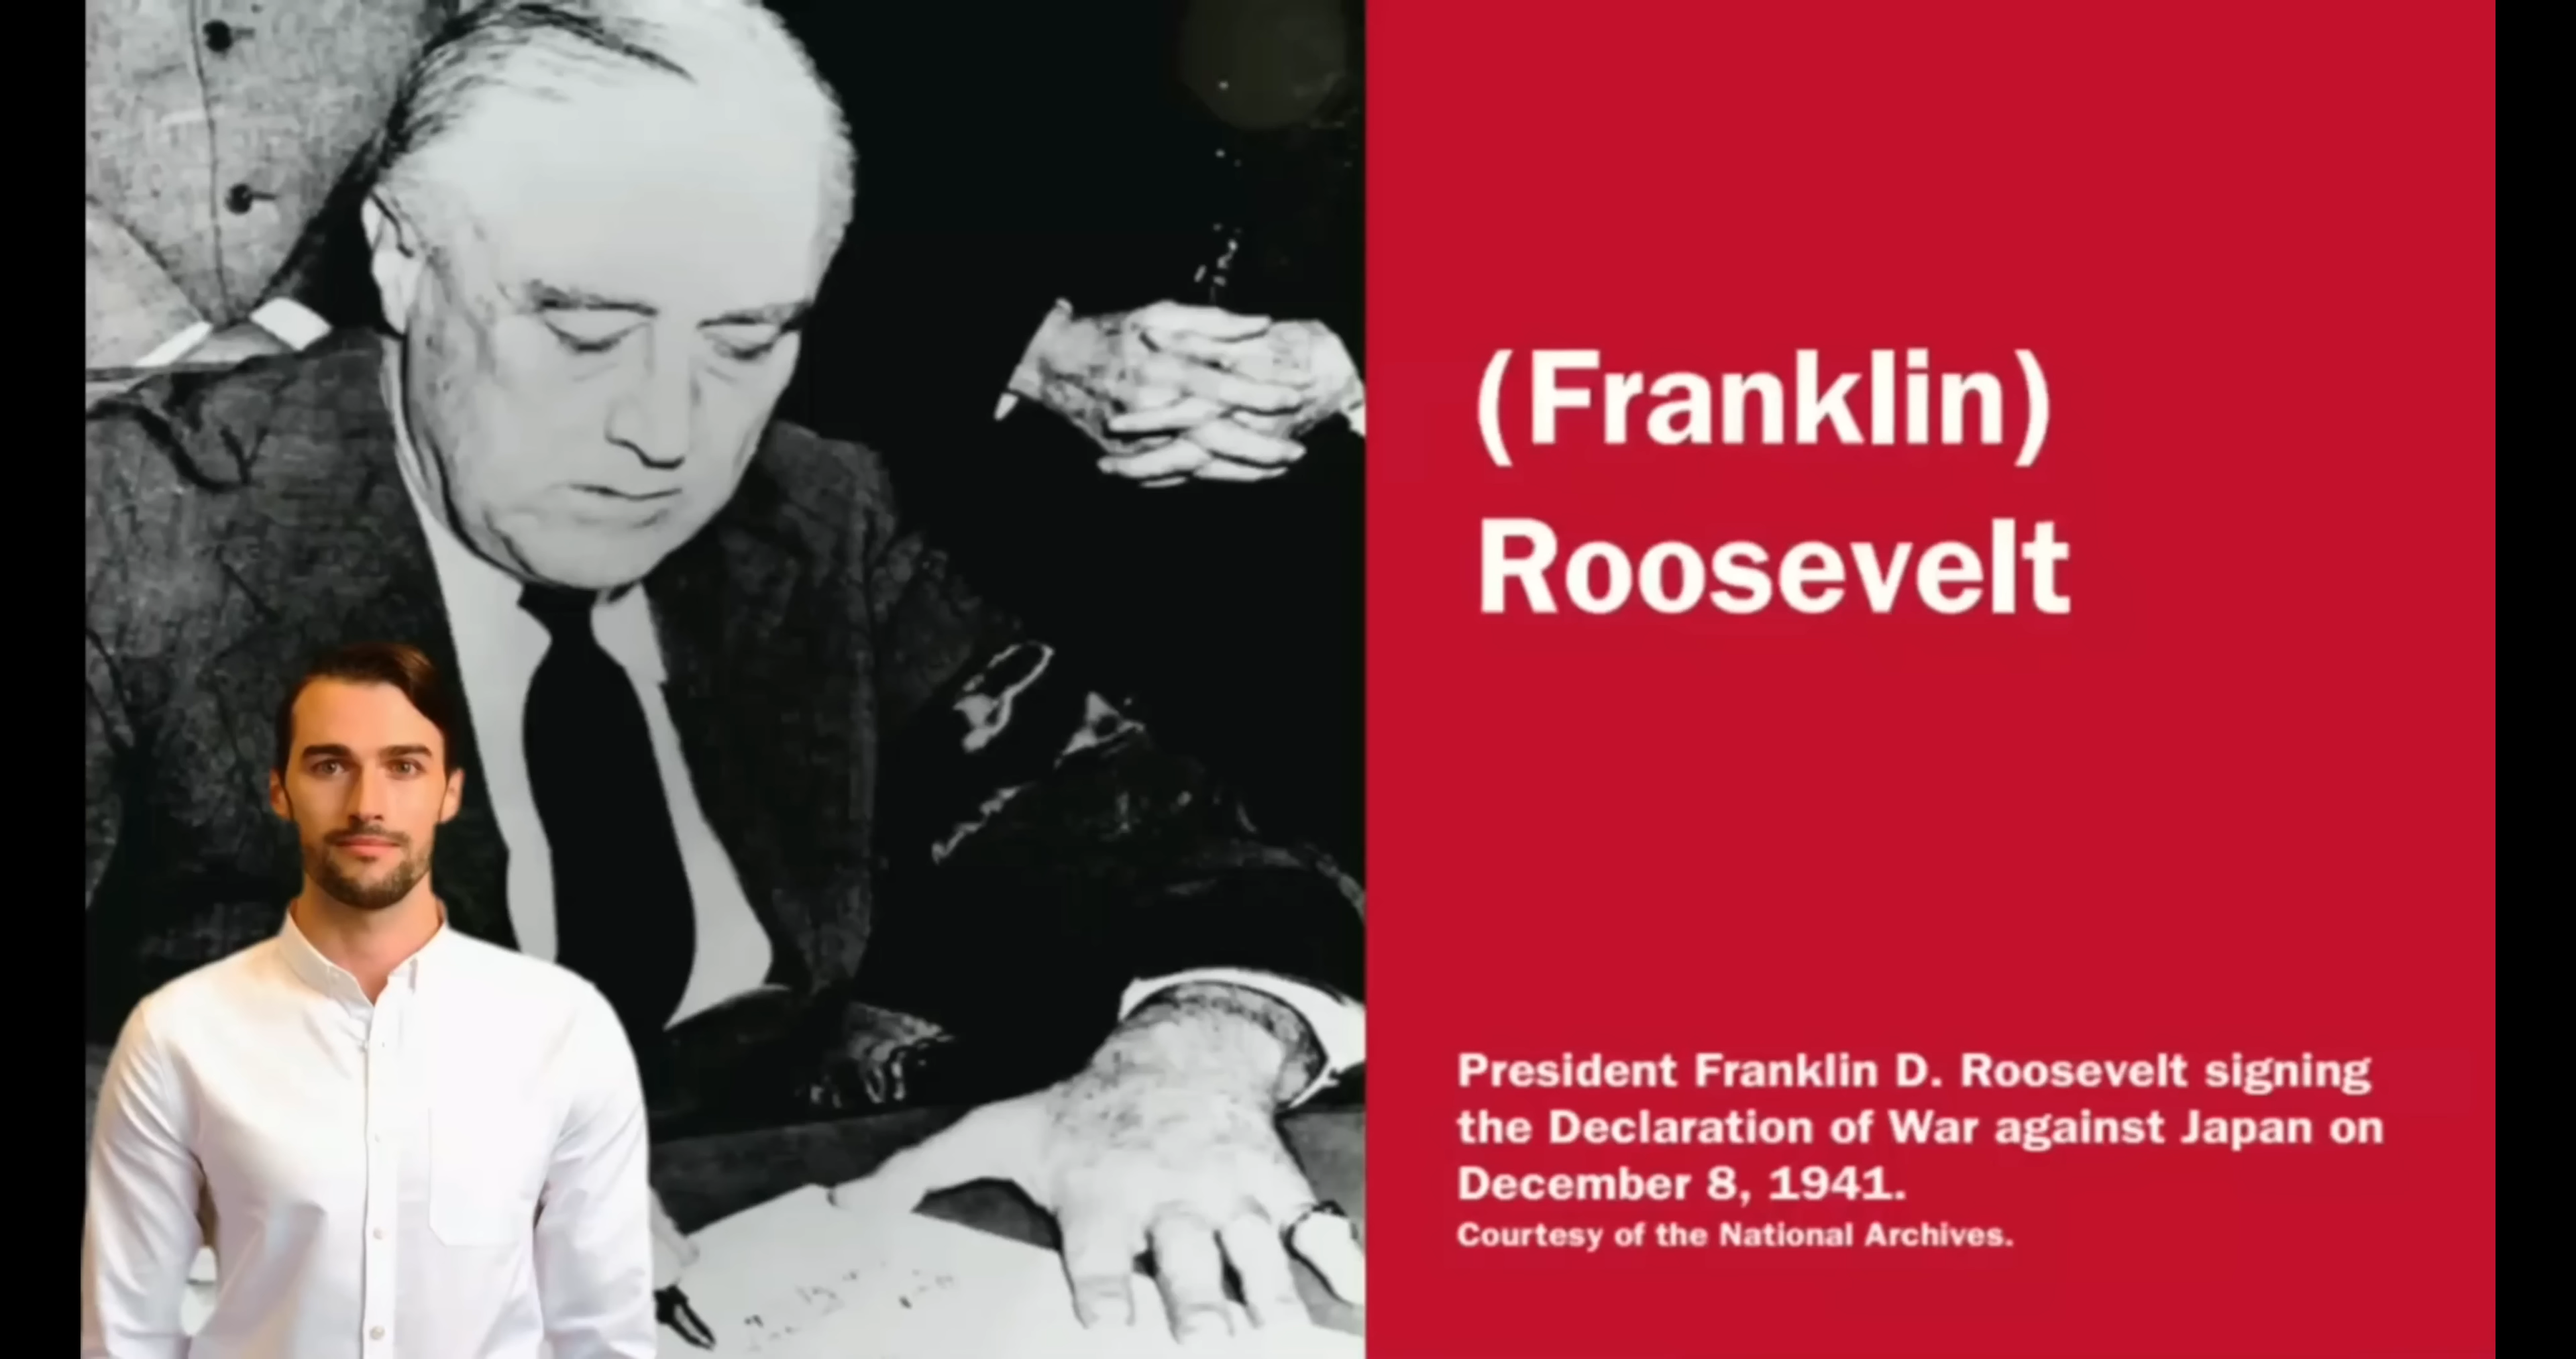 (Franklin)
Roosevelt
President Franklin D. Roosevelt signing
the Declaration of War against Japan on
December 8, 1941.
Courtesy of the National Archives.